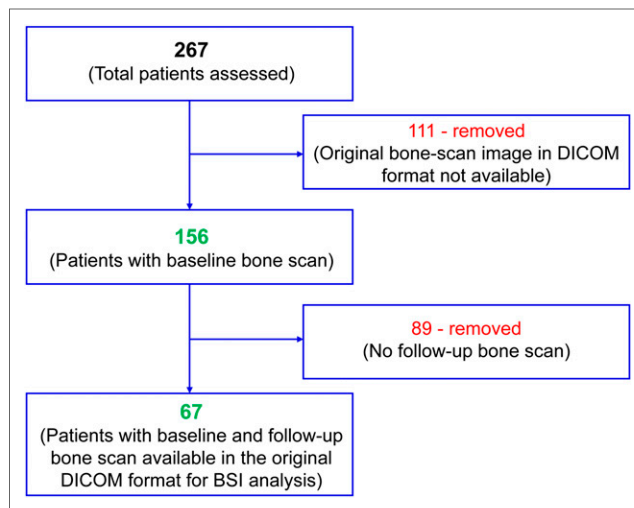 267
(Total patients assessed)
111 - removed
(Original bone-scan image in DICOM
format not available)
156
(Patients with baseline bone scan)
89 - removed
(No follow-up bone scan)
67
(Patients with baseline and follow-up
bone scan available in the original
DICOM format for BSI analysis)